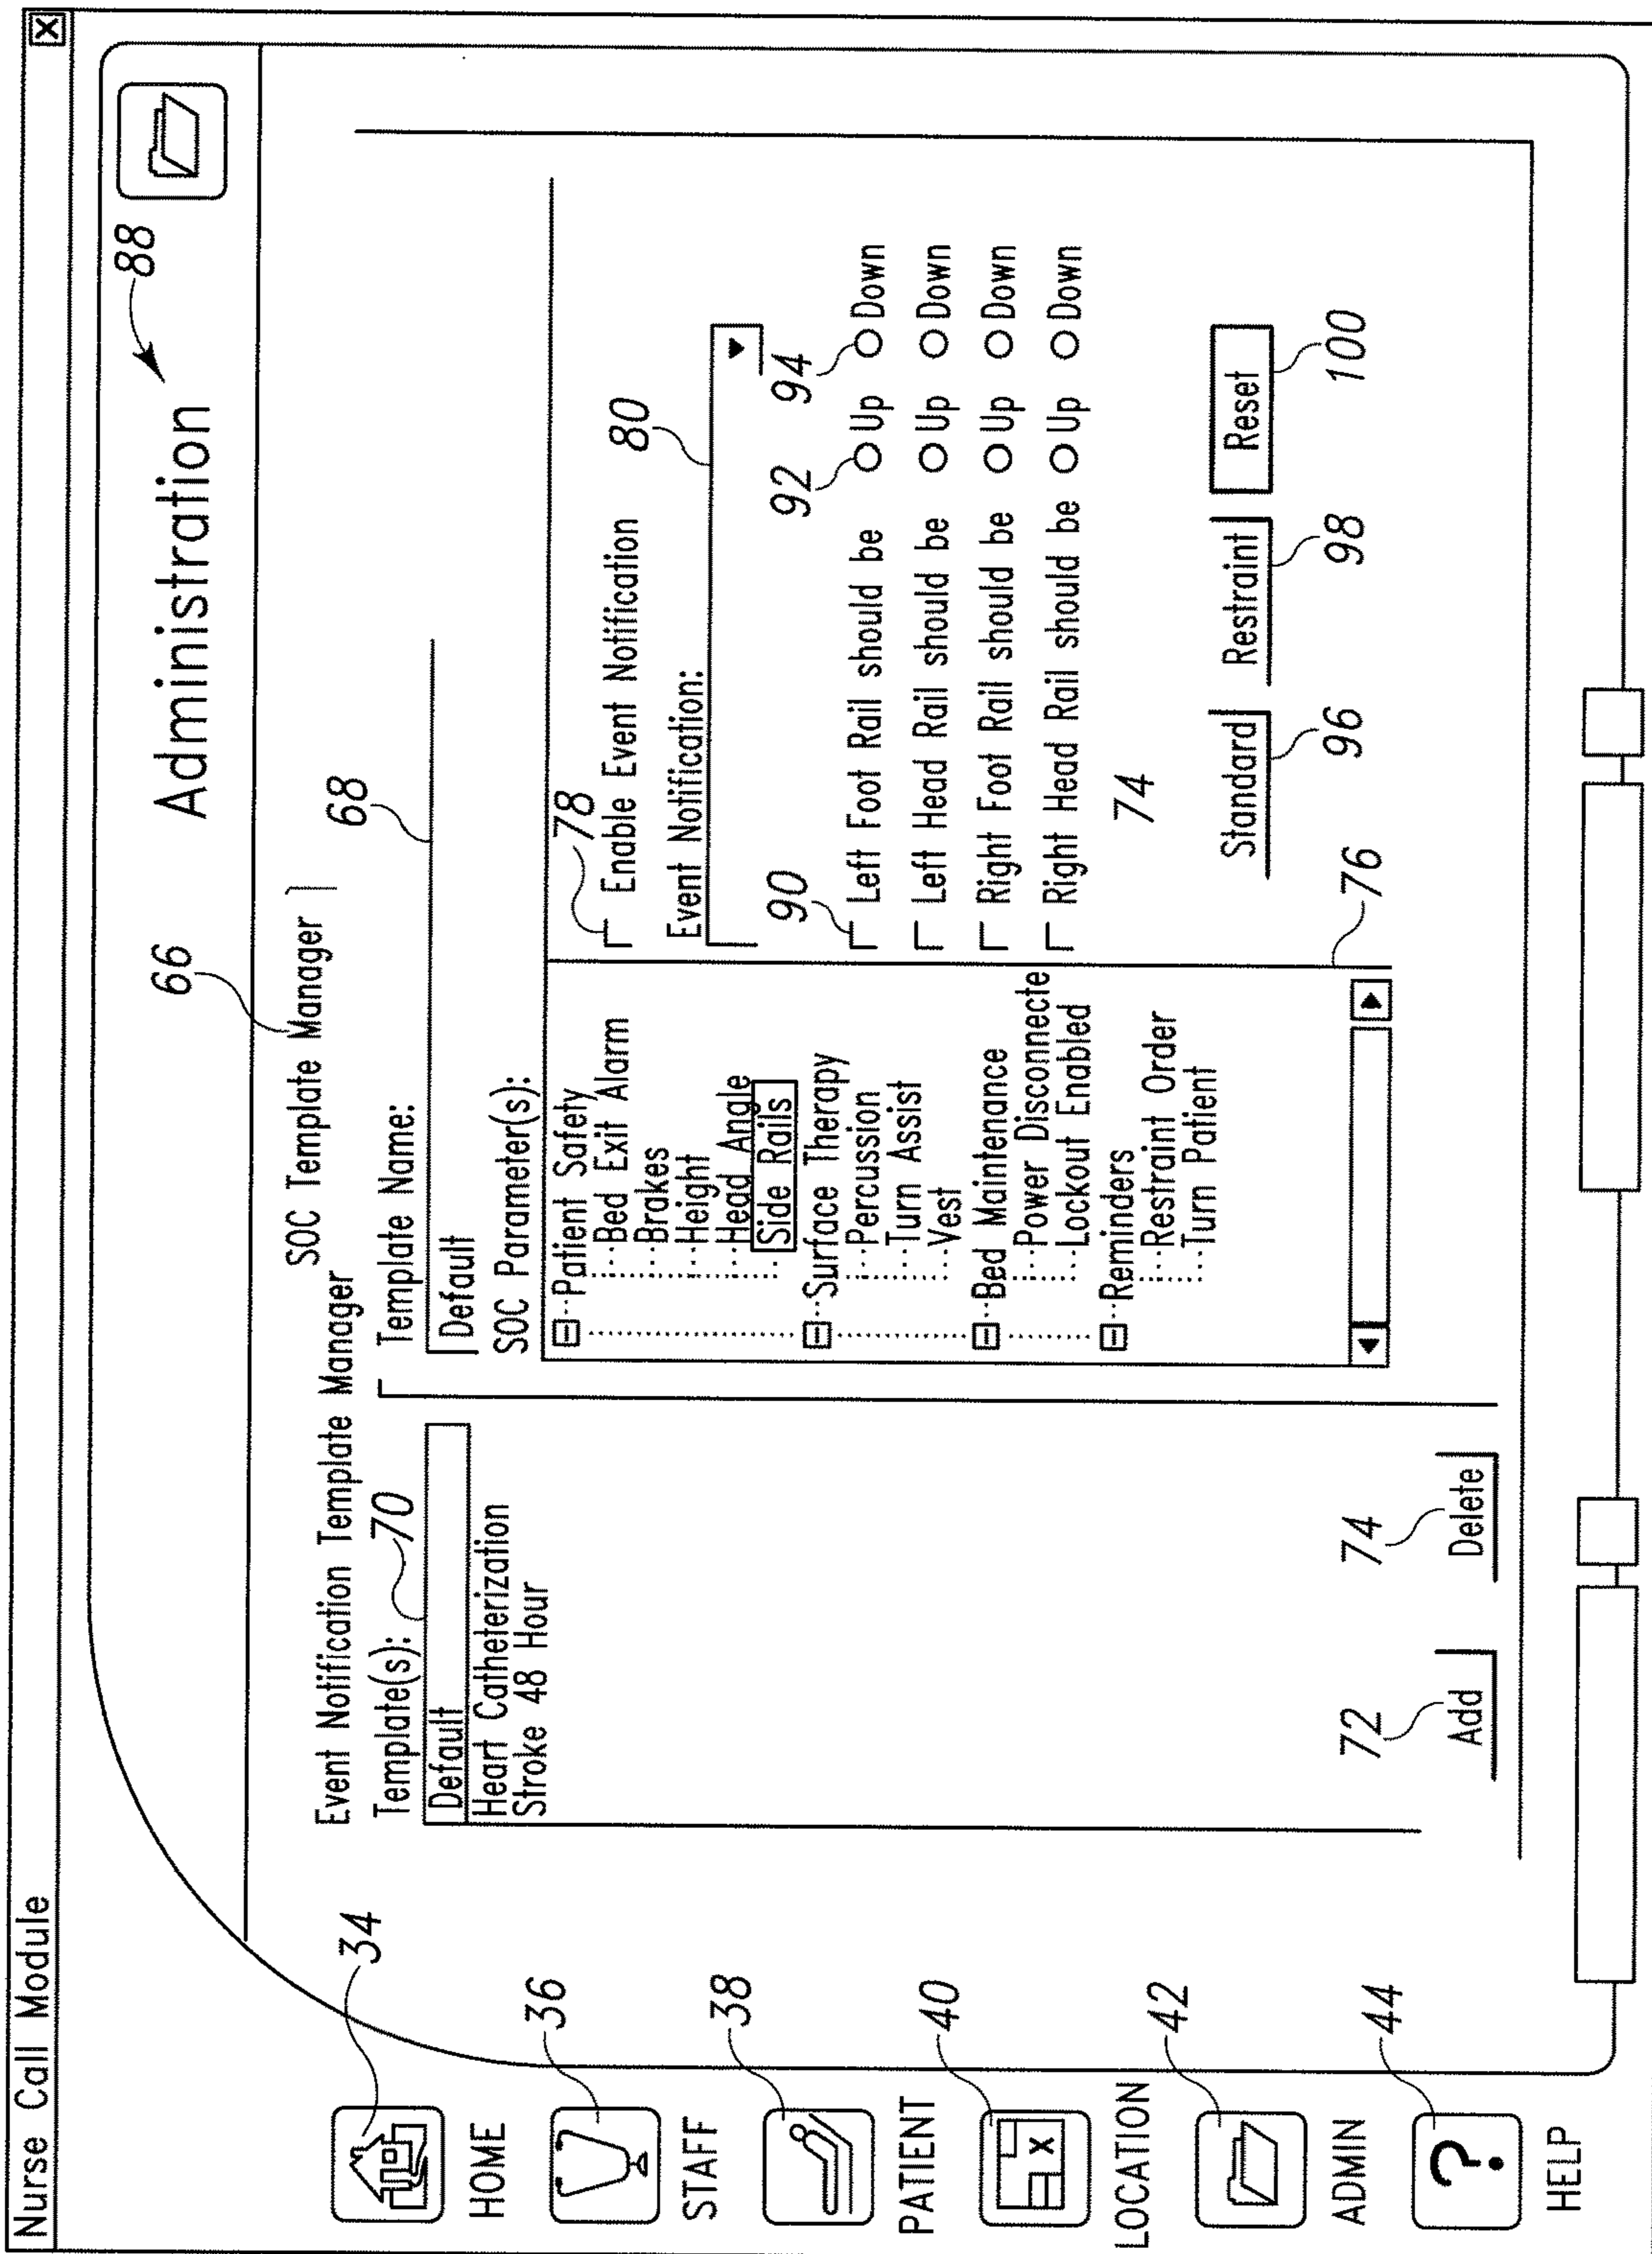 Nurse Call Module
X
Administration
88
66
SOC Template Manager
Event Notification Template Manager
Template(s):
70
Default
Heart Catheterization
Stroke 48 Hour
Template Name:
68
Default
SOC Parameter(s):
Patient Safety
Bed Exit Alarm
Brakes
Height
Head Angle
Side Rails
Surface Therapy
Percussion
Turn Assist
Vest
Bed Maintenance
Power Disconnecte
Lockout Enabled
Reminders
Restraint Order
Turn Patient
76
78
Enable Event Notification
Event Notification:
80
90
92
94
Left Foot Rail should be Up Down
Left Head Rail should be Up Down
Right Foot Rail should be Up Down
Right Head Rail should be Up Down
74
Standard Restraint Reset
96 98 100
72
74
Add Delete
34
HOME
36
STAFF
38
PATIENT
40
X
LOCATION
42
ADMIN
44
?
HELP